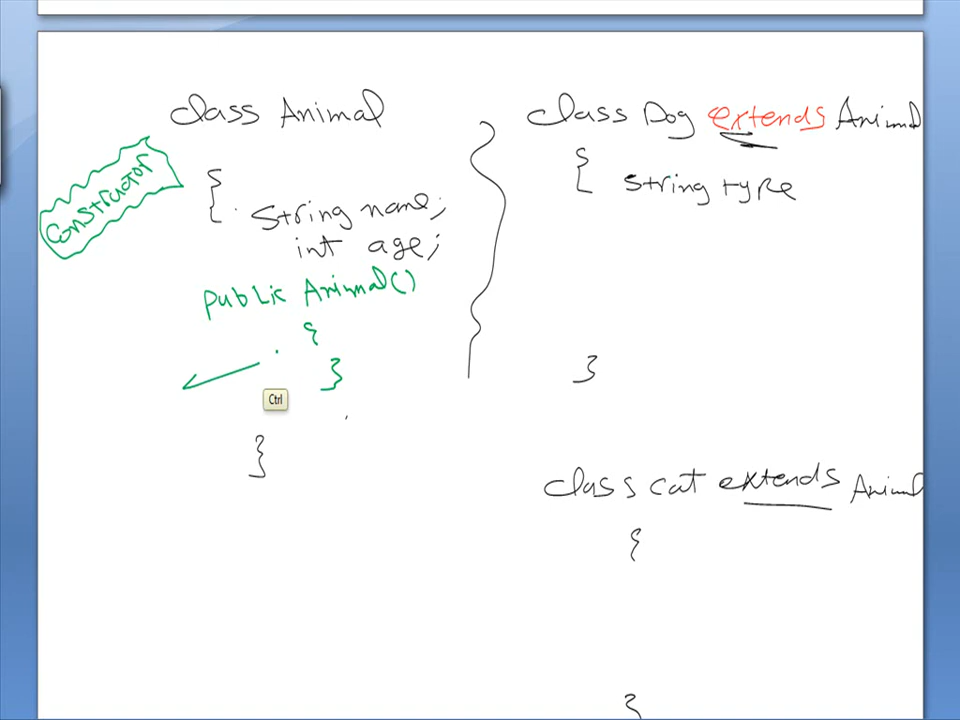 class Animal
Constructor
{
String name;
int age;
public Animal()
{
}
Ctrl
}
class Dog extends Animal
{
string type
}
class cat extends Animal
{
}